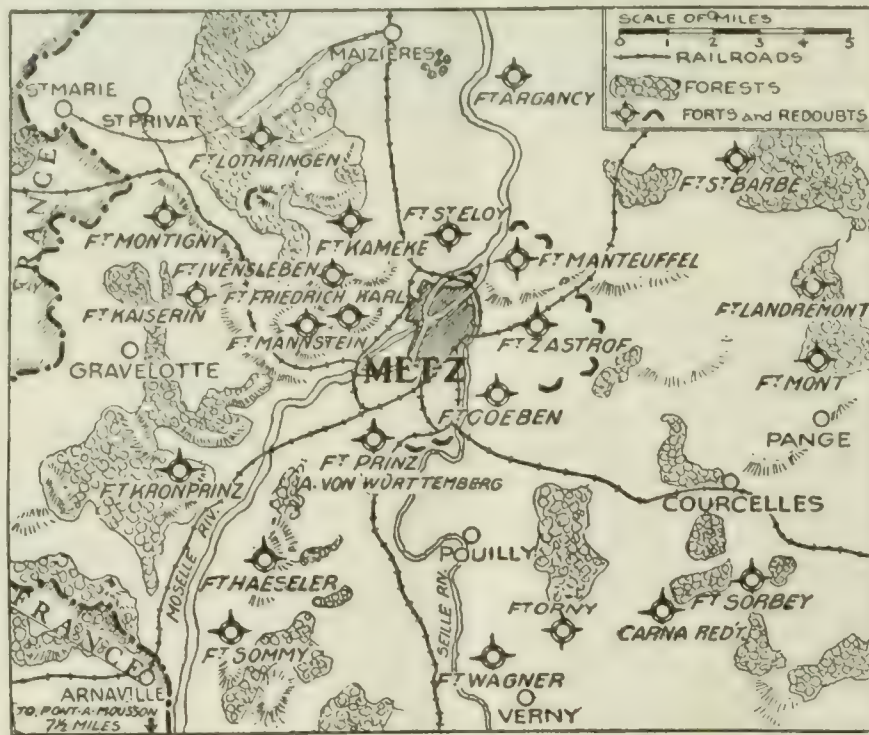 SCALE OF MILES
0 1 2 3 4 5
RAILROADS
FORESTS
FORTS and REDOUBTS
MAIZIÈRES
ST MARIE
ST PRIVAT
FT ARGANCY
FT LOTHRINGEN
FT ST BARBE
FRANCE
FT MONTIGNY
FT KAMEKE
FT ST ELOY
FT MANTEUFFEL
FT IVENSLEBEN
FT KAISERIN
FT FRIEDRICH KARL
FT LANDREMONT
FT MANNSTEIN
FT ZASTROF
GRAVELOTTE
METZ
FT MONT
FT GOEBEN
PANGE
FT PRINZ
A. VON WÜRTTEMBERG
FT KRONPRINZ
COURCELLES
MOSELLE RIV.
POUILLY
FT HAESELER
SEILLE RIV.
FT ORNY
FT SORBEY
CARNA RED'T.
FRANCE
FT SOMMY
FT WAGNER
ARNAVILLE
VERNY
TO PONT-A-MOUSSON
7½ MILES